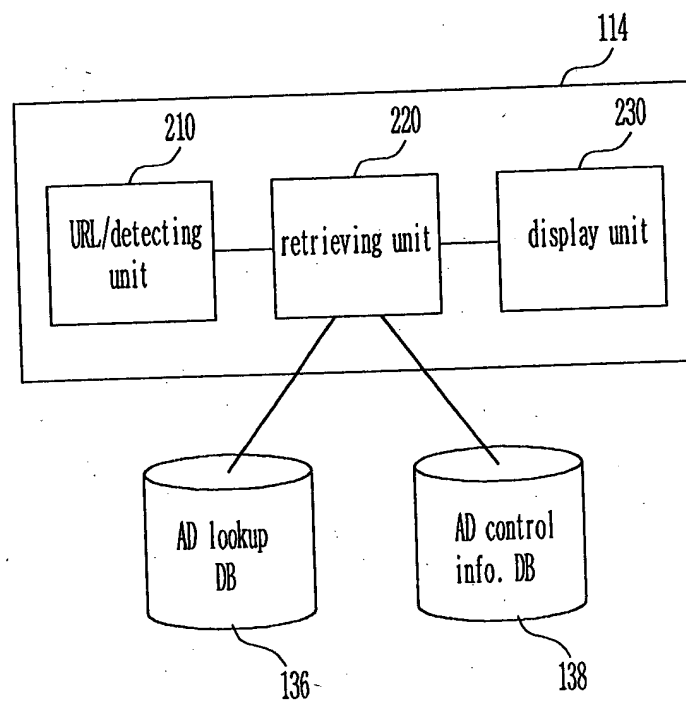 114
210
220
230
URL/detecting
unit
retrieving unit
display unit
AD lookup
DB
AD control
info. DB
136
138